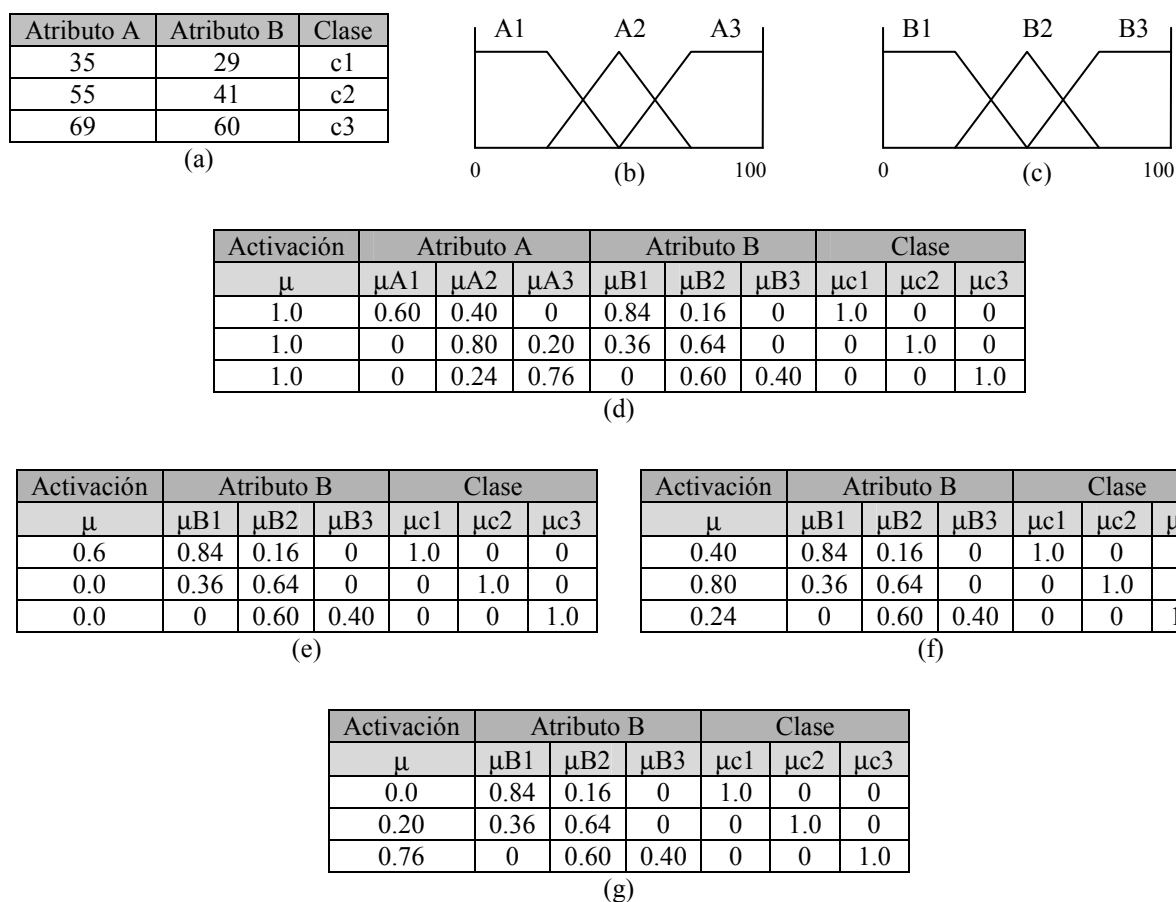 Atributo A Atributo B Clase
35 29 c1
55 41 c2
69 60 c3
(a)
A1 A2 A3
0 (b) 100
B1 B2 B3
0 (c) 100
Activación Atributo A Atributo B Clase
μ μA1 μA2 μA3 μB1 μB2 μB3 μc1 μc2 μc3
1.0 0.60 0.40 0 0.84 0.16 0 1.0 0 0
1.0 0 0.80 0.20 0.36 0.64 0 0 1.0 0
1.0 0 0.24 0.76 0 0.60 0.40 0 0 1.0
(d)
Activación Atributo B Clase
μ μB1 μB2 μB3 μc1 μc2 μc3
0.6 0.84 0.16 0 1.0 0 0
0.0 0.36 0.64 0 0 1.0 0
0.0 0 0.60 0.40 0 0 1.0
(e)
Activación Atributo B Clase
μ μB1 μB2 μB3 μc1 μc2
0.40 0.84 0.16 0 1.0 0
0.80 0.36 0.64 0 0 1.0
0.24 0 0.60 0.40 0 0
(f)
Activación Atributo B Clase
μ μB1 μB2 μB3 μc1 μc2 μc3
0.0 0.84 0.16 0 1.0 0 0
0.20 0.36 0.64 0 0 1.0 0
0.76 0 0.60 0.40 0 0 1.0
(g)